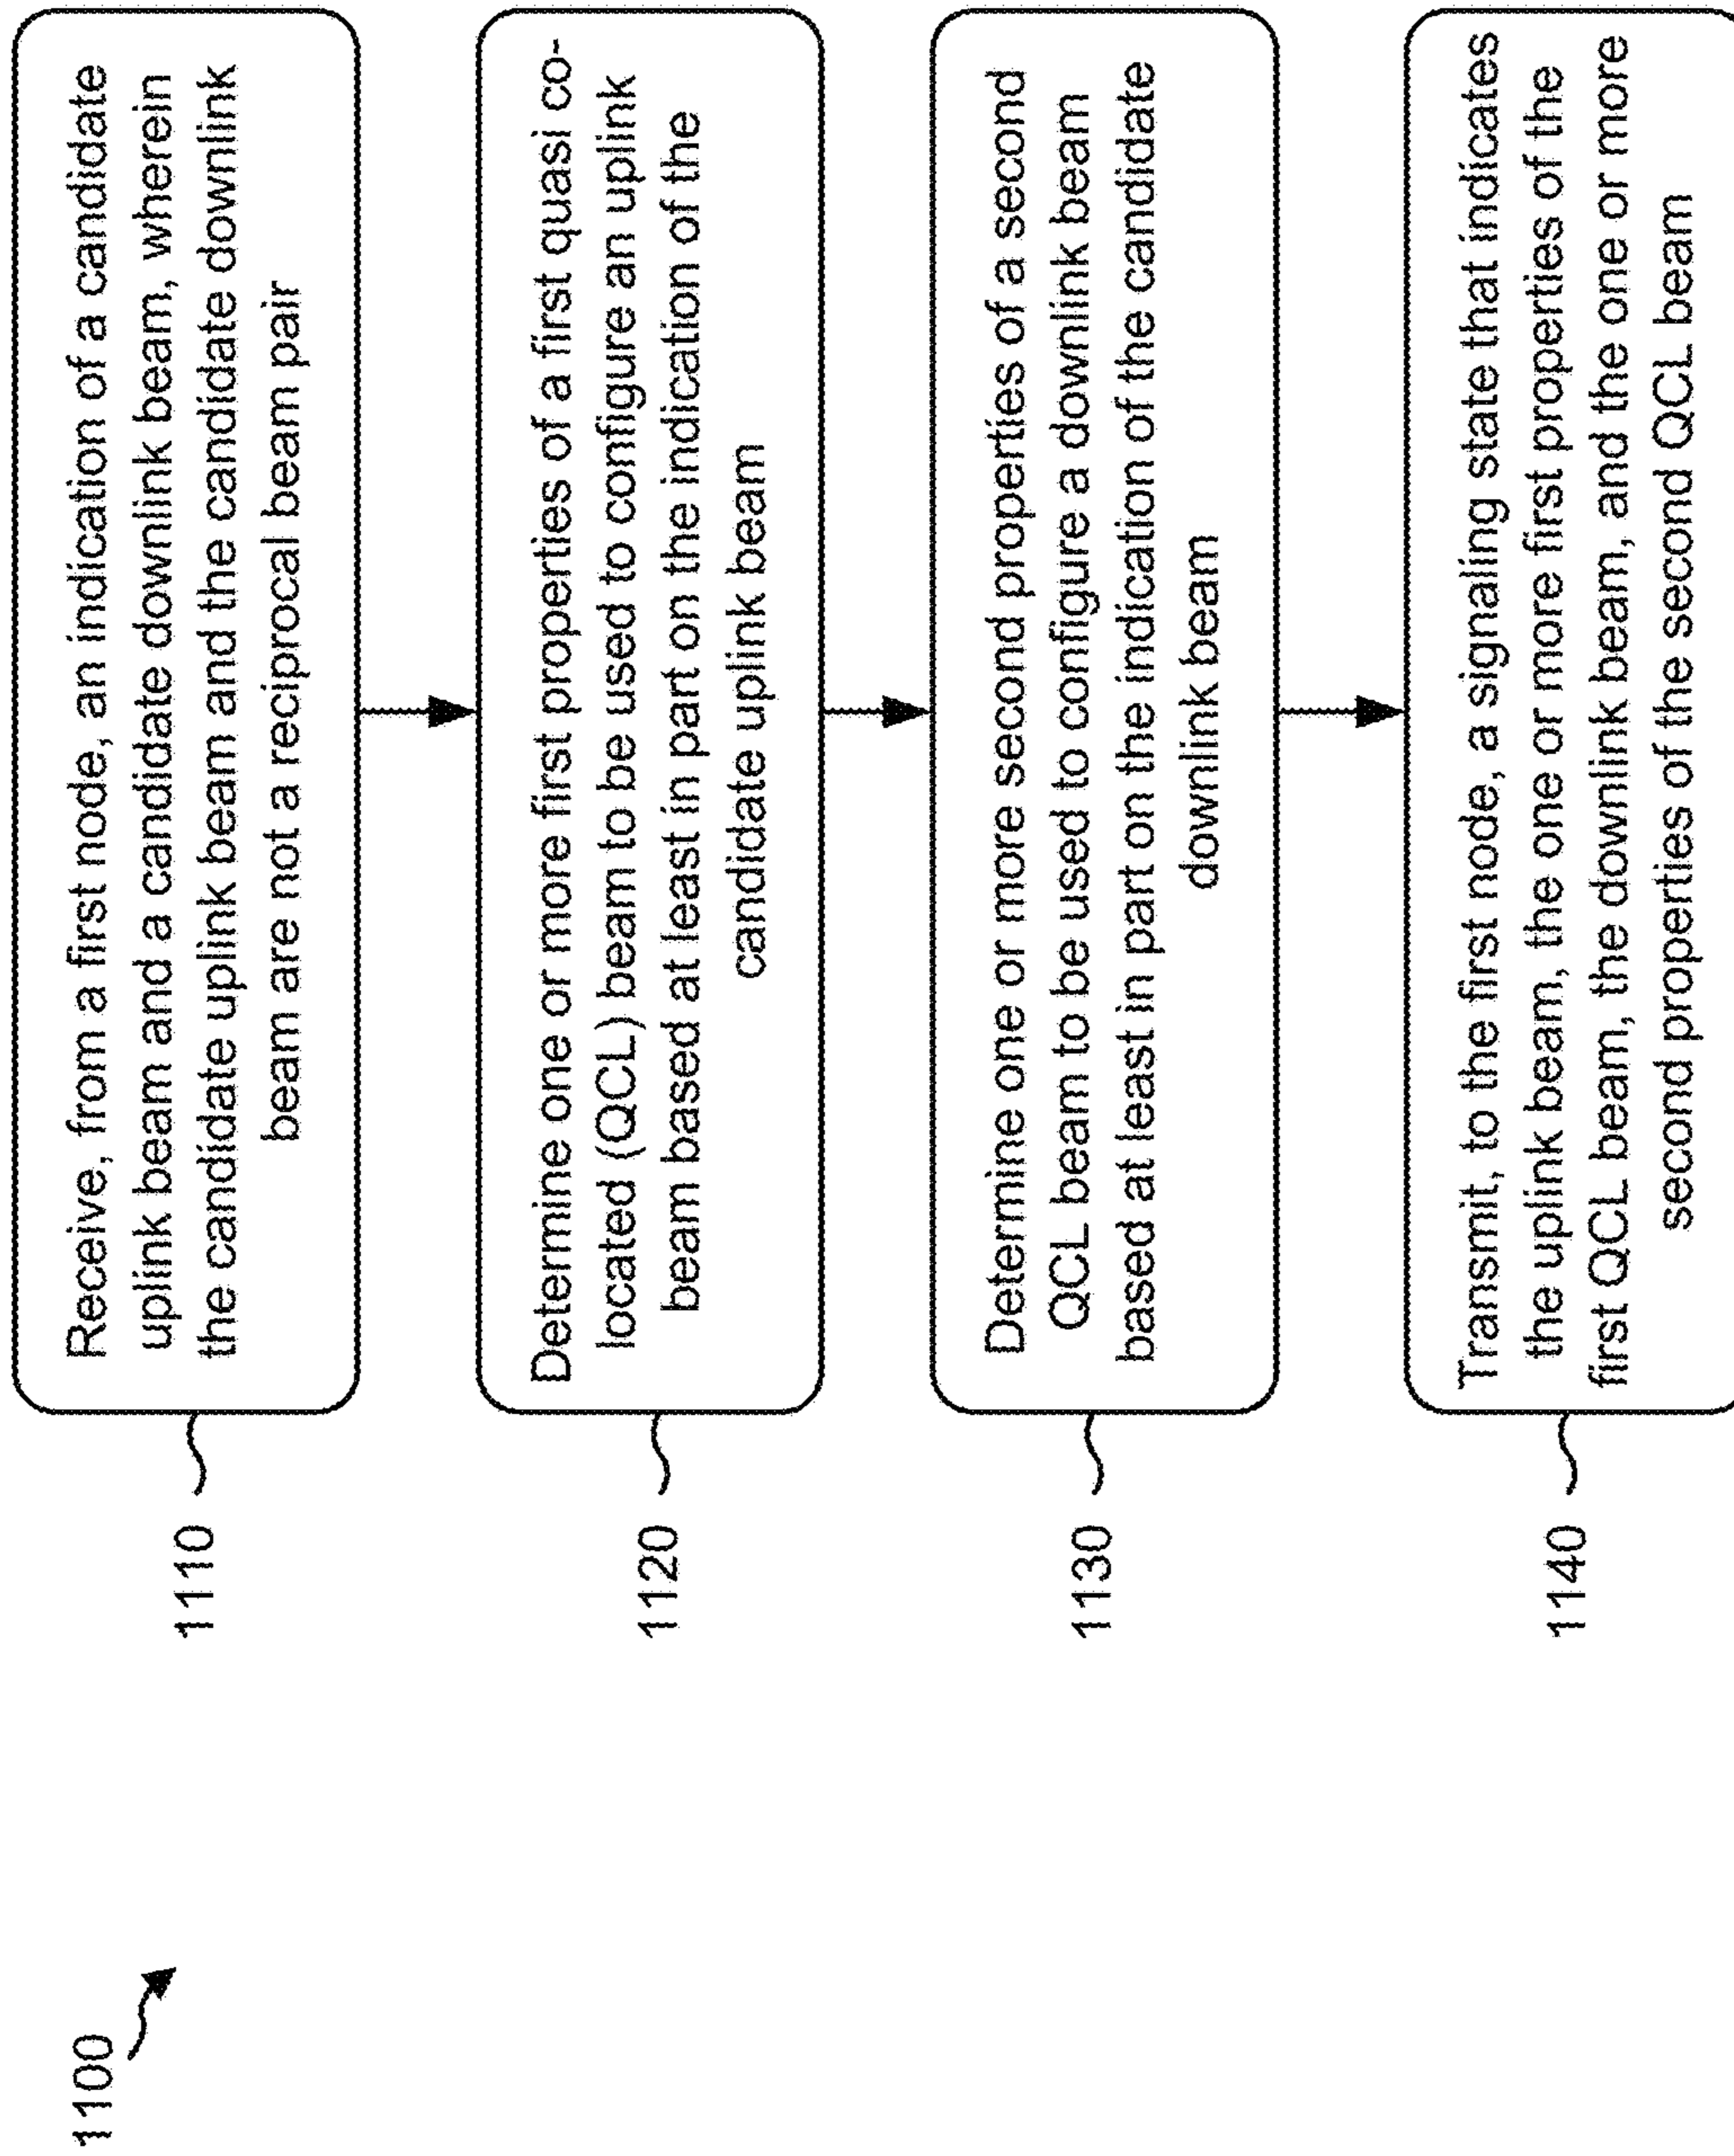 1100
1110
Receive, from a first node, an indication of a candidate
uplink beam and a candidate downlink beam, wherein
the candidate uplink beam and the candidate downlink
beam are not a reciprocal beam pair
1120
Determine one or more first properties of a first quasi co-
located (QCL) beam to be used to configure an uplink
beam based at least in part on the indication of the
candidate uplink beam
1130
Determine one or more second properties of a second
QCL beam to be used to configure a downlink beam
based at least in part on the indication of the candidate
downlink beam
1140
Transmit, to the first node, a signaling state that indicates
the uplink beam, the one or more first properties of the
first QCL beam, the downlink beam, and the one or more
second properties of the second QCL beam